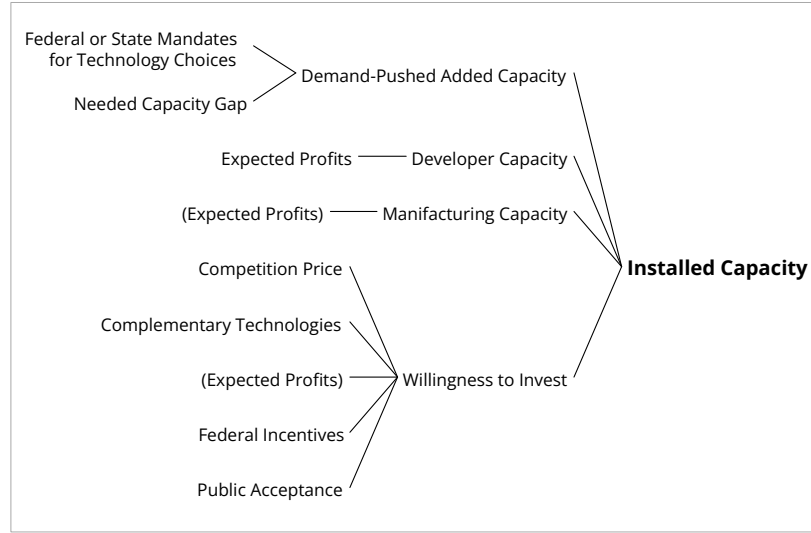 Federal or State Mandates
for Technology Choices
Demand-Pushed Added Capacity
Needed Capacity Gap
Expected Profits
Developer Capacity
(Expected Profits)
Manifacturing Capacity
Competition Price
Installed Capacity
Complementary Technologies
(Expected Profits)
Willingness to Invest
Federal Incentives
Public Acceptance